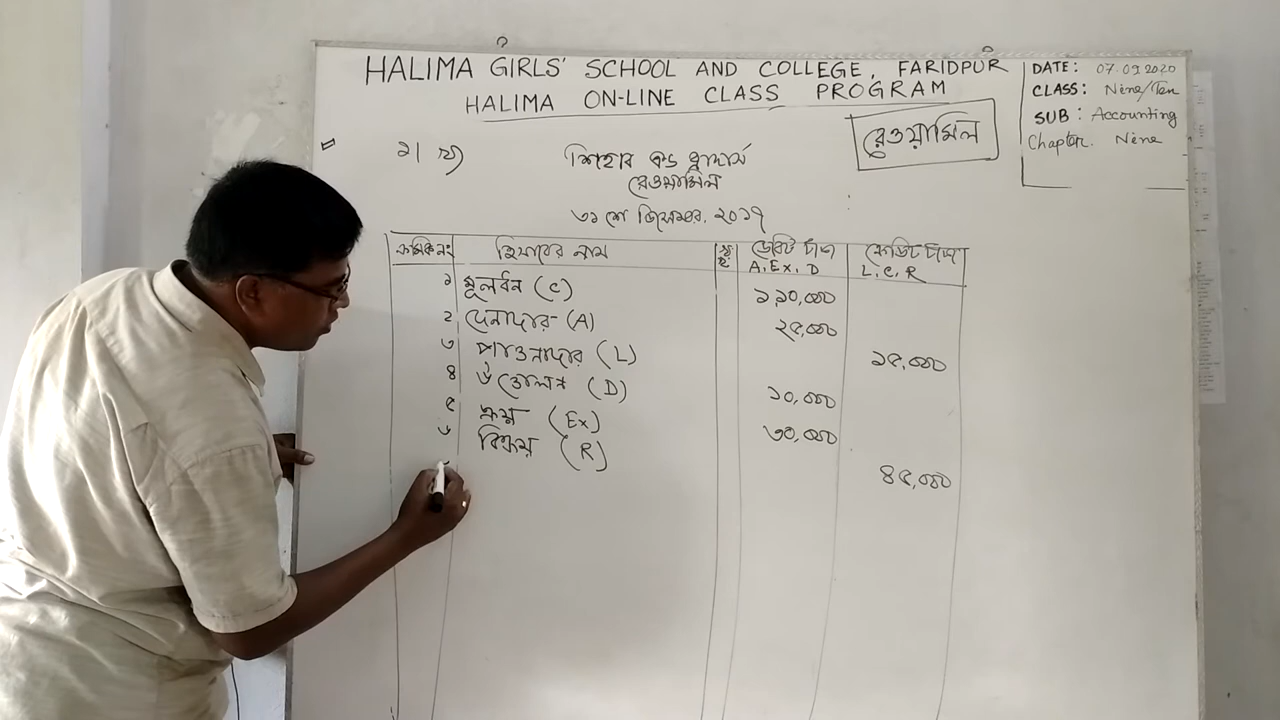 HALIMA GIRLS' SCHOOL AND COLLEGE, FARIDPUR
HALIMA ON-LINE CLASS PROGRAM
DATE: 07.09.2020
CLASS: Nine/Ten
SUB: Accounting
Chapter. Nine
রেওয়ামিল
১। খ)
শিহাব এন্ড ব্রাদার্স
রেওয়ামিল
৩১ শে ডিসেম্বর, ২০১৭
ক্রমিক নং হিসাবের নাম ডেবিট টাকা ক্রেডিট টাকা
A, Ex, D L, C, R
১ মূলধন (C) ১১০,০০০
২ দেনাদার (A) ২৫,০০০
৩ পাওনাদার (L) ১৫,০০০
৪ উত্তোলন (D) ১০,০০০
৫ ক্রয় (Ex) ৩০,০০০
৬ বিক্রয় (R) ৪৫,০০০